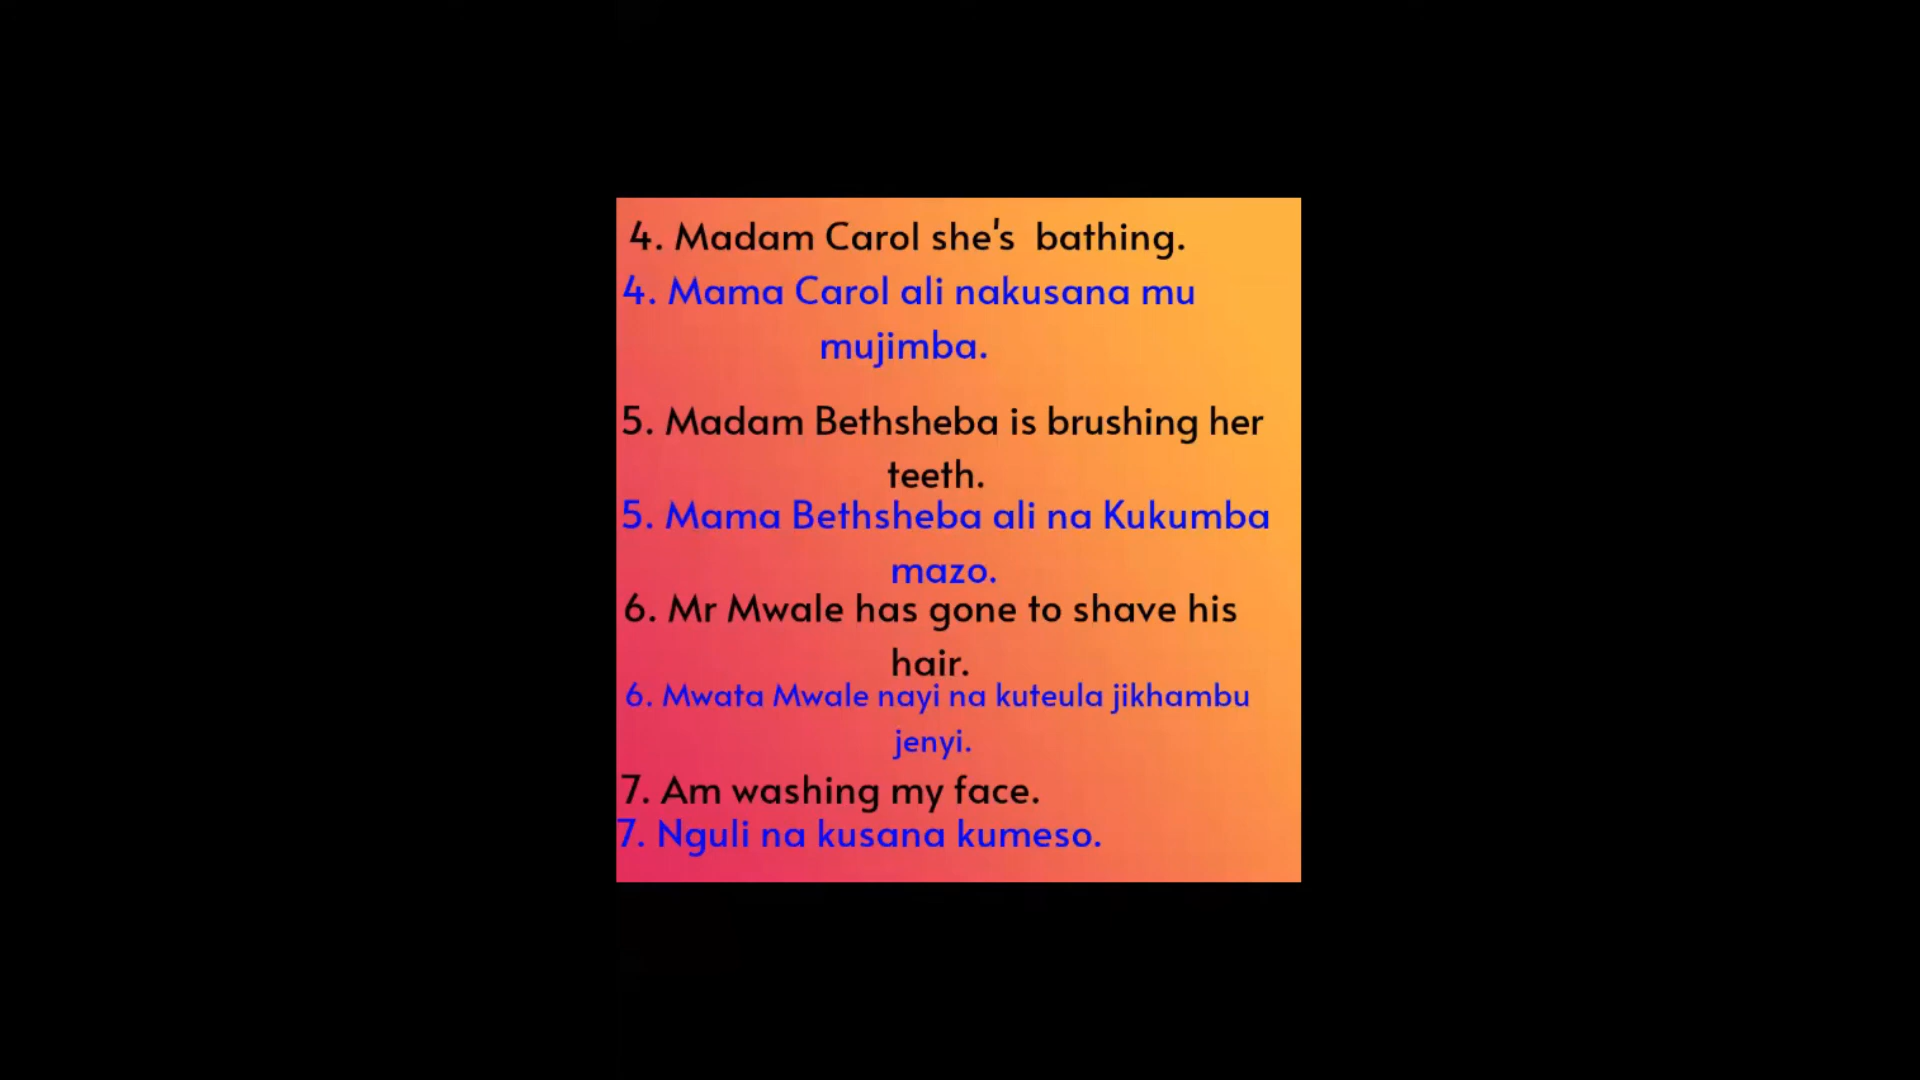 4. Madam Carol she's bathing.
4. Mama Carol ali nakusana mu
mujimba.
5. Madam Bethsheba is brushing her
teeth.
5. Mama Bethsheba ali na Kukumba
mazo.
6. Mr Mwale has gone to shave his
hair.
6. Mwata Mwale nayi na kuteula jikhambu
jenyi.
7. Am washing my face.
7. Nguli na kusana kumeso.